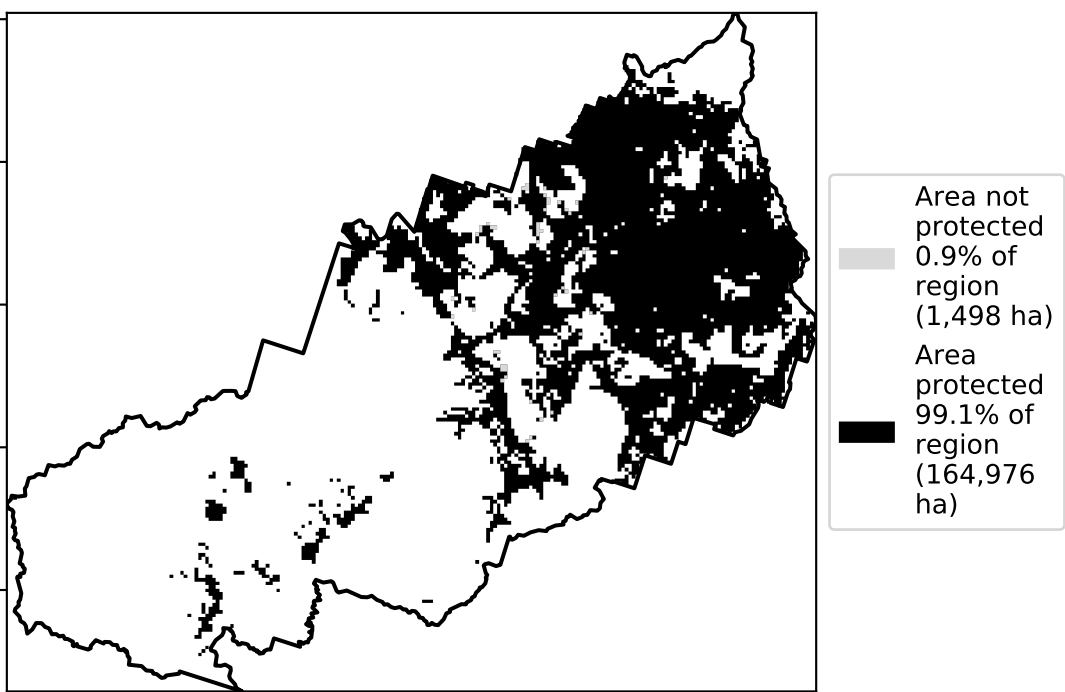 Area not
protected
0.9% of
region
(1,498 ha)
Area
protected
99.1% of
region
(164,976
ha)